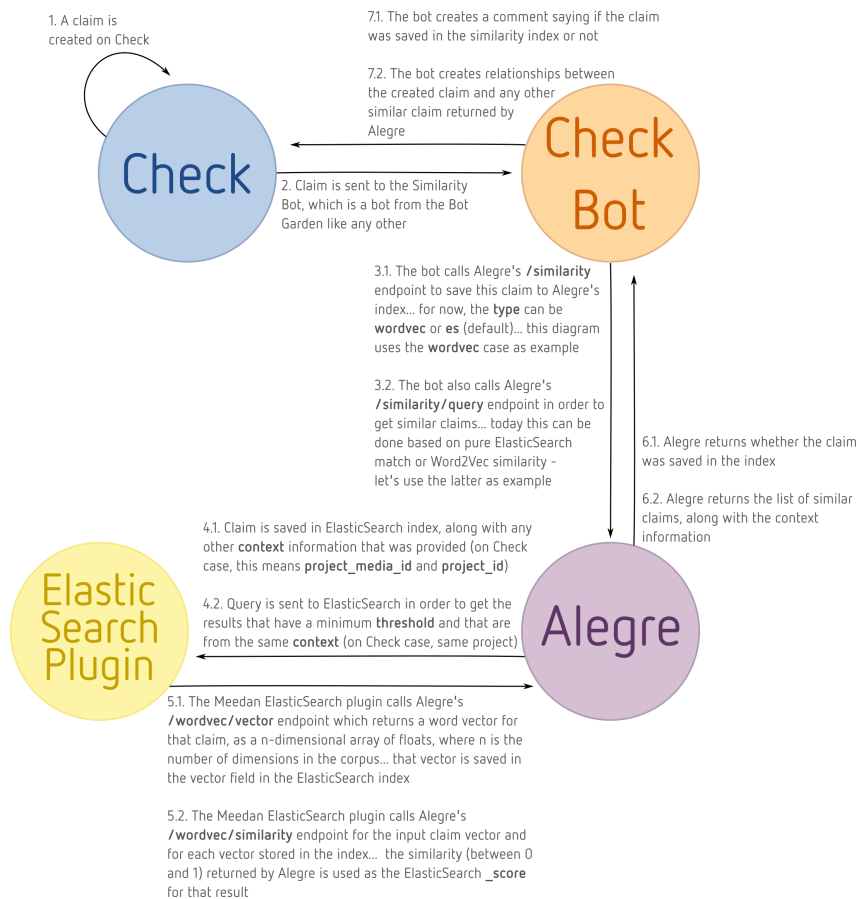 1. A claim is
created on Check
7.1. The bot creates a comment saying if the claim
was saved in the similarity index or not
7.2. The bot creates relationships between
the created claim and any other
similar claim returned by
Alegre
Check
Check
Bot
2. Claim is sent to the Similarity
Bot, which is a bot from the Bot
Garden like any other
3.1. The bot calls Alegre's /similarity
endpoint to save this claim to Alegre's
index... for now, the type can be
wordvec or es (default)... this diagram
uses the wordvec case as example
3.2. The bot also calls Alegre's
/similarity/query endpoint in order to
get similar claims... today this can be
done based on pure ElasticSearch
match or Word2Vec similarity -
let's use the latter as example
6.1. Alegre returns whether the claim
was saved in the index
6.2. Alegre returns the list of similar
claims, along with the context
information
4.1. Claim is saved in ElasticSearch index, along with any
other context information that was provided (on Check
case, this means project_media_id and project_id)
4.2. Query is sent to ElasticSearch in order to get the
results that have a minimum threshold and that are
from the same context (on Check case, same project)
Elastic
Search
Plugin
Alegre
5.1. The Meedan ElasticSearch plugin calls Alegre's
/wordvec/vector endpoint which returns a word vector for
that claim, as a n-dimensional array of floats, where n is the
number of dimensions in the corpus... that vector is saved in
the vector field in the ElasticSearch index
5.2. The Meedan ElasticSearch plugin calls Alegre's
/wordvec/similarity endpoint for the input claim vector and
for each vector stored in the index... the similarity (between 0
and 1) returned by Alegre is used as the ElasticSearch _score
for that result